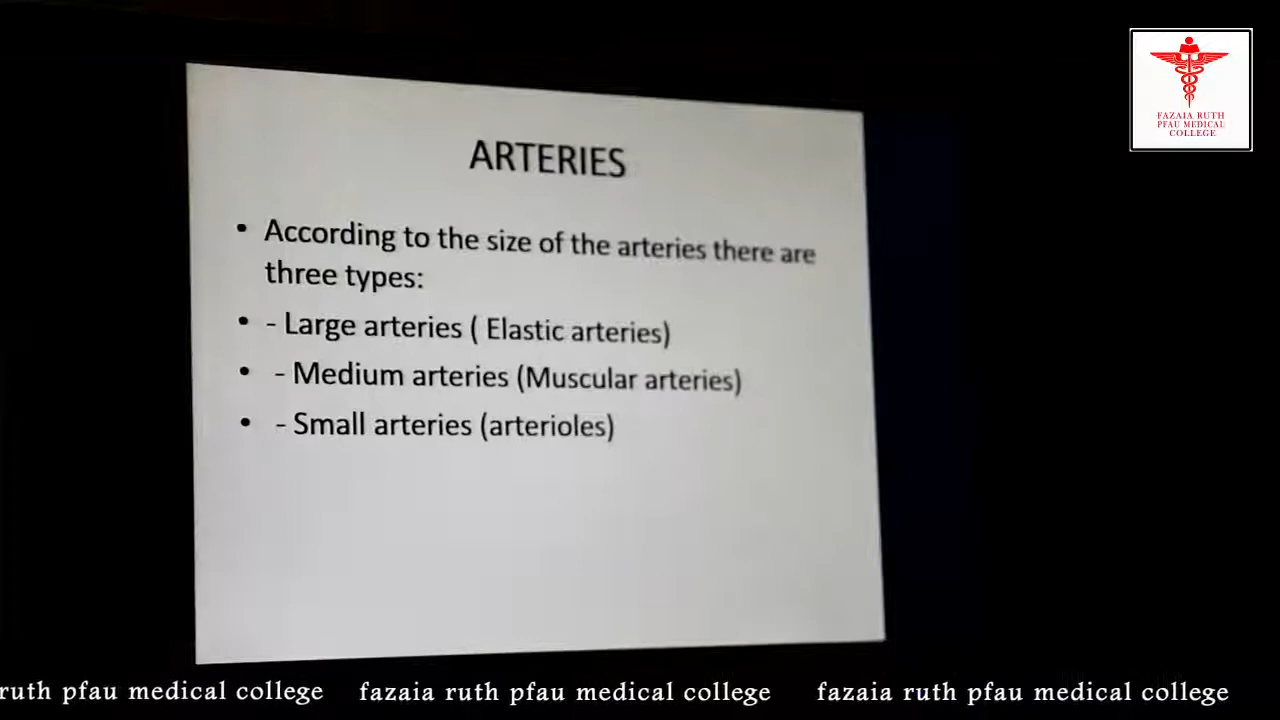 FAZAIA RUTH
PFAU MEDICAL
COLLEGE
ARTERIES
• According to the size of the arteries there are
three types:
• - Large arteries ( Elastic arteries)
• - Medium arteries (Muscular arteries)
• - Small arteries (arterioles)
ruth pfau medical college fazaia ruth pfau medical college fazaia ruth pfau medical college